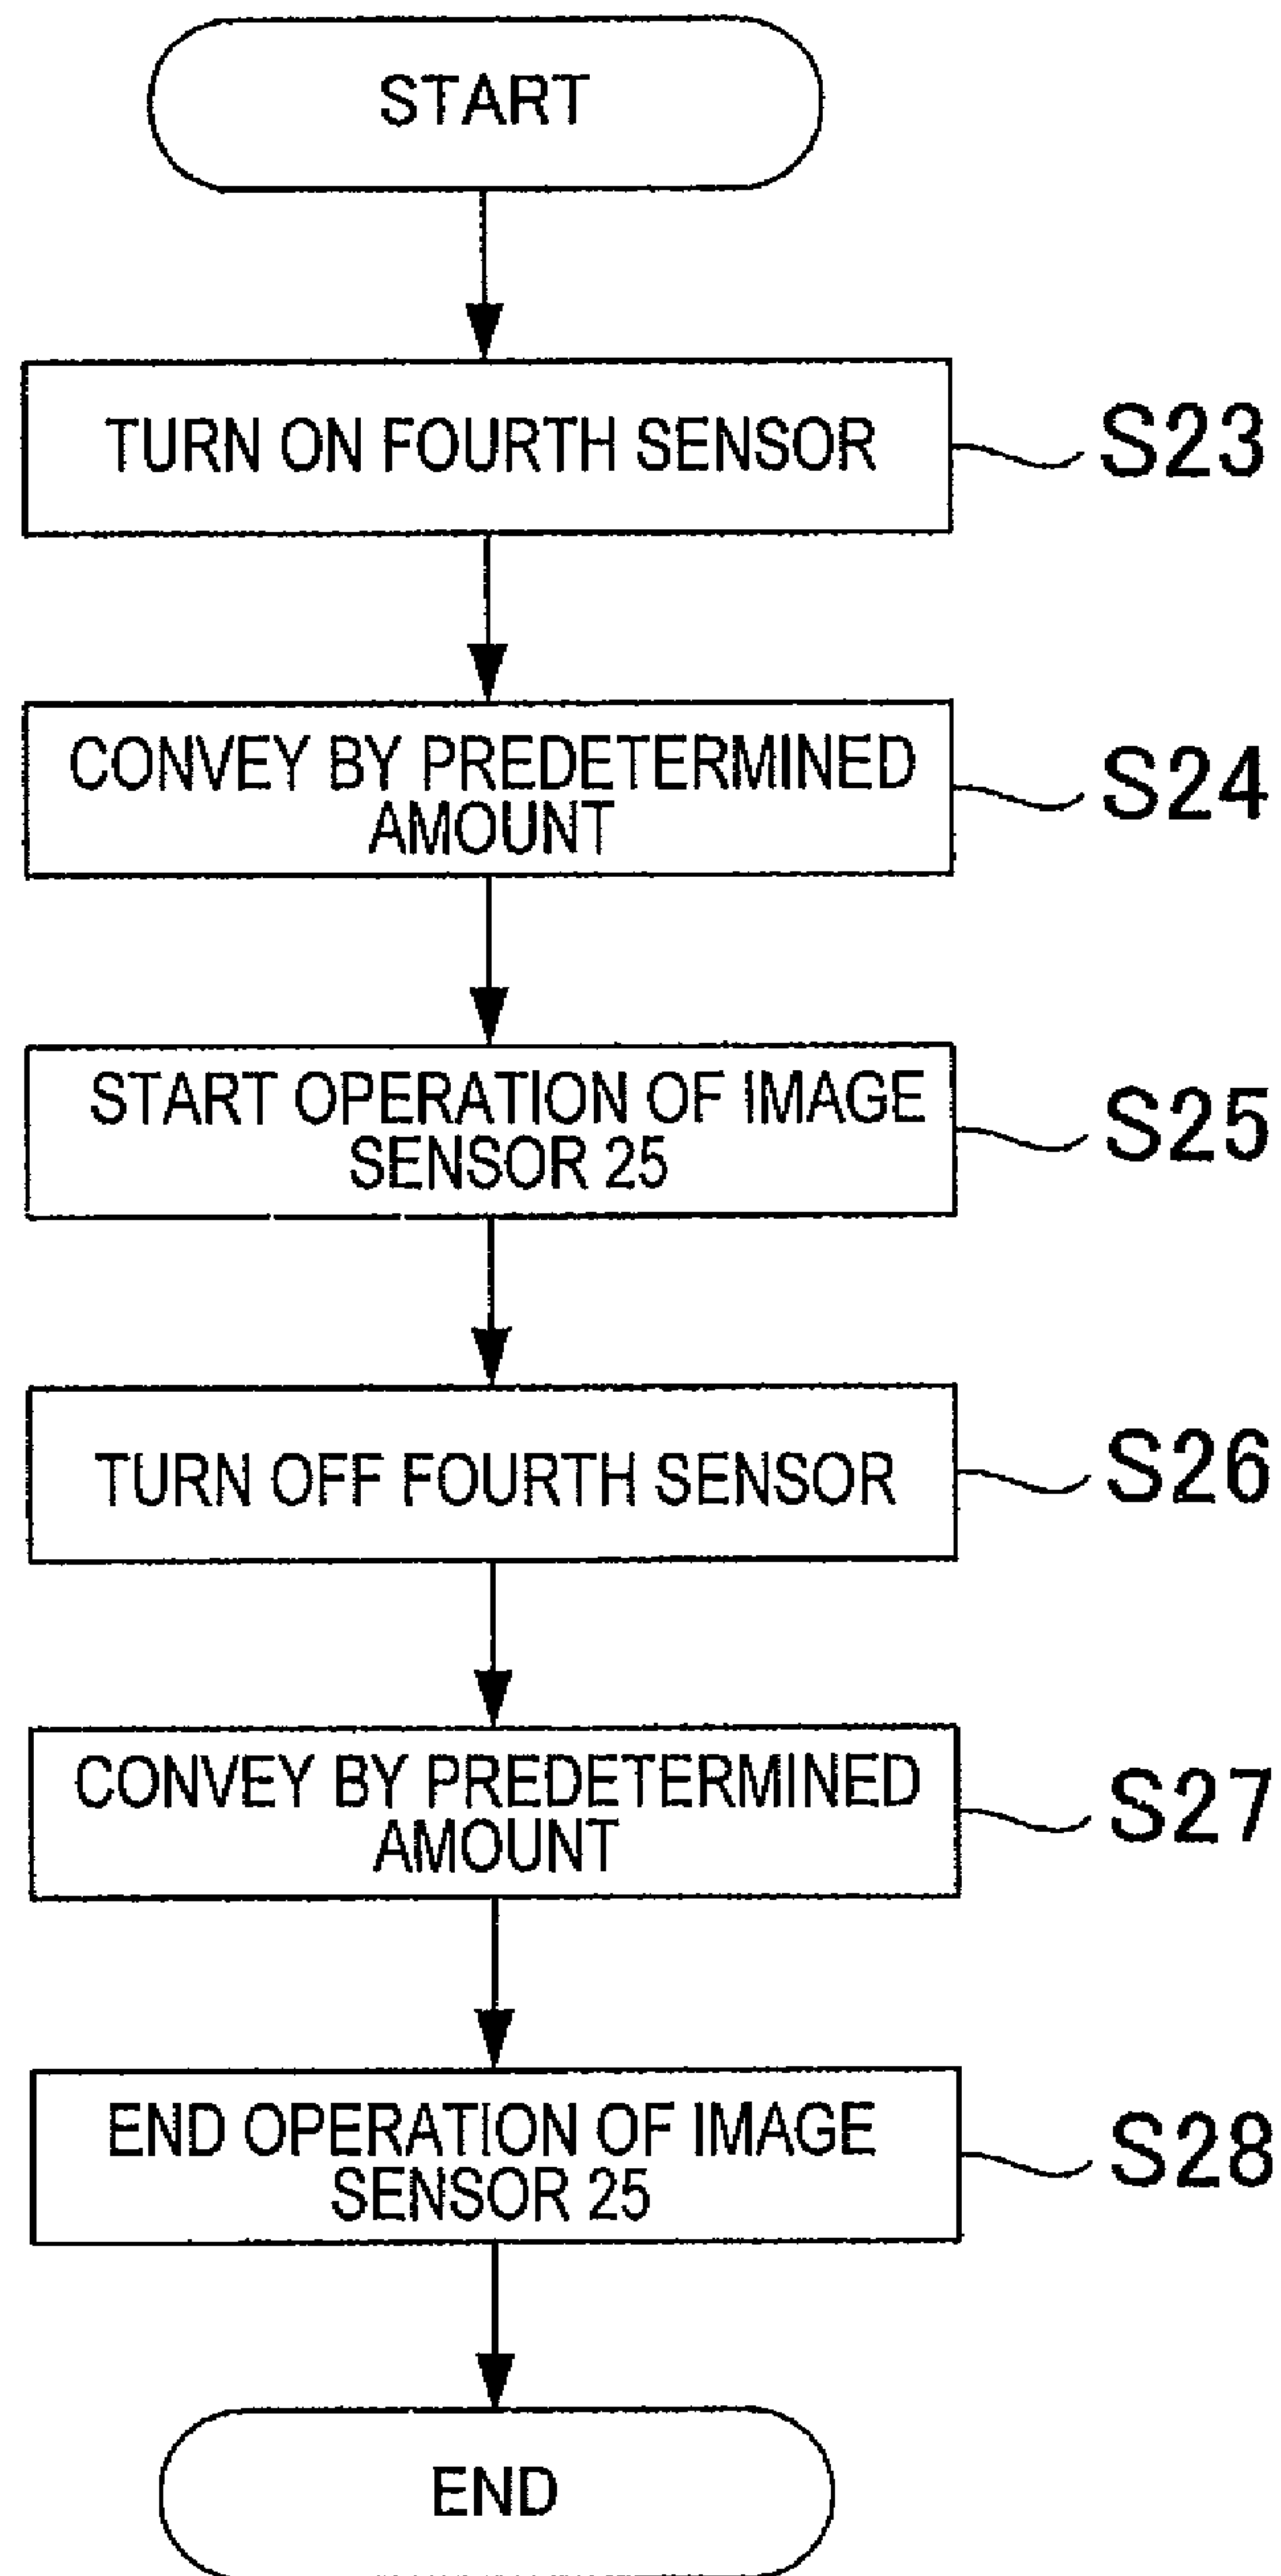 START
TURN ON FOURTH SENSOR
S23
CONVEY BY PREDETERMINED
AMOUNT
S24
START OPERATION OF IMAGE
SENSOR 25
S25
TURN OFF FOURTH SENSOR
S26
CONVEY BY PREDETERMINED
AMOUNT
S27
END OPERATION OF IMAGE
SENSOR 25
S28
END